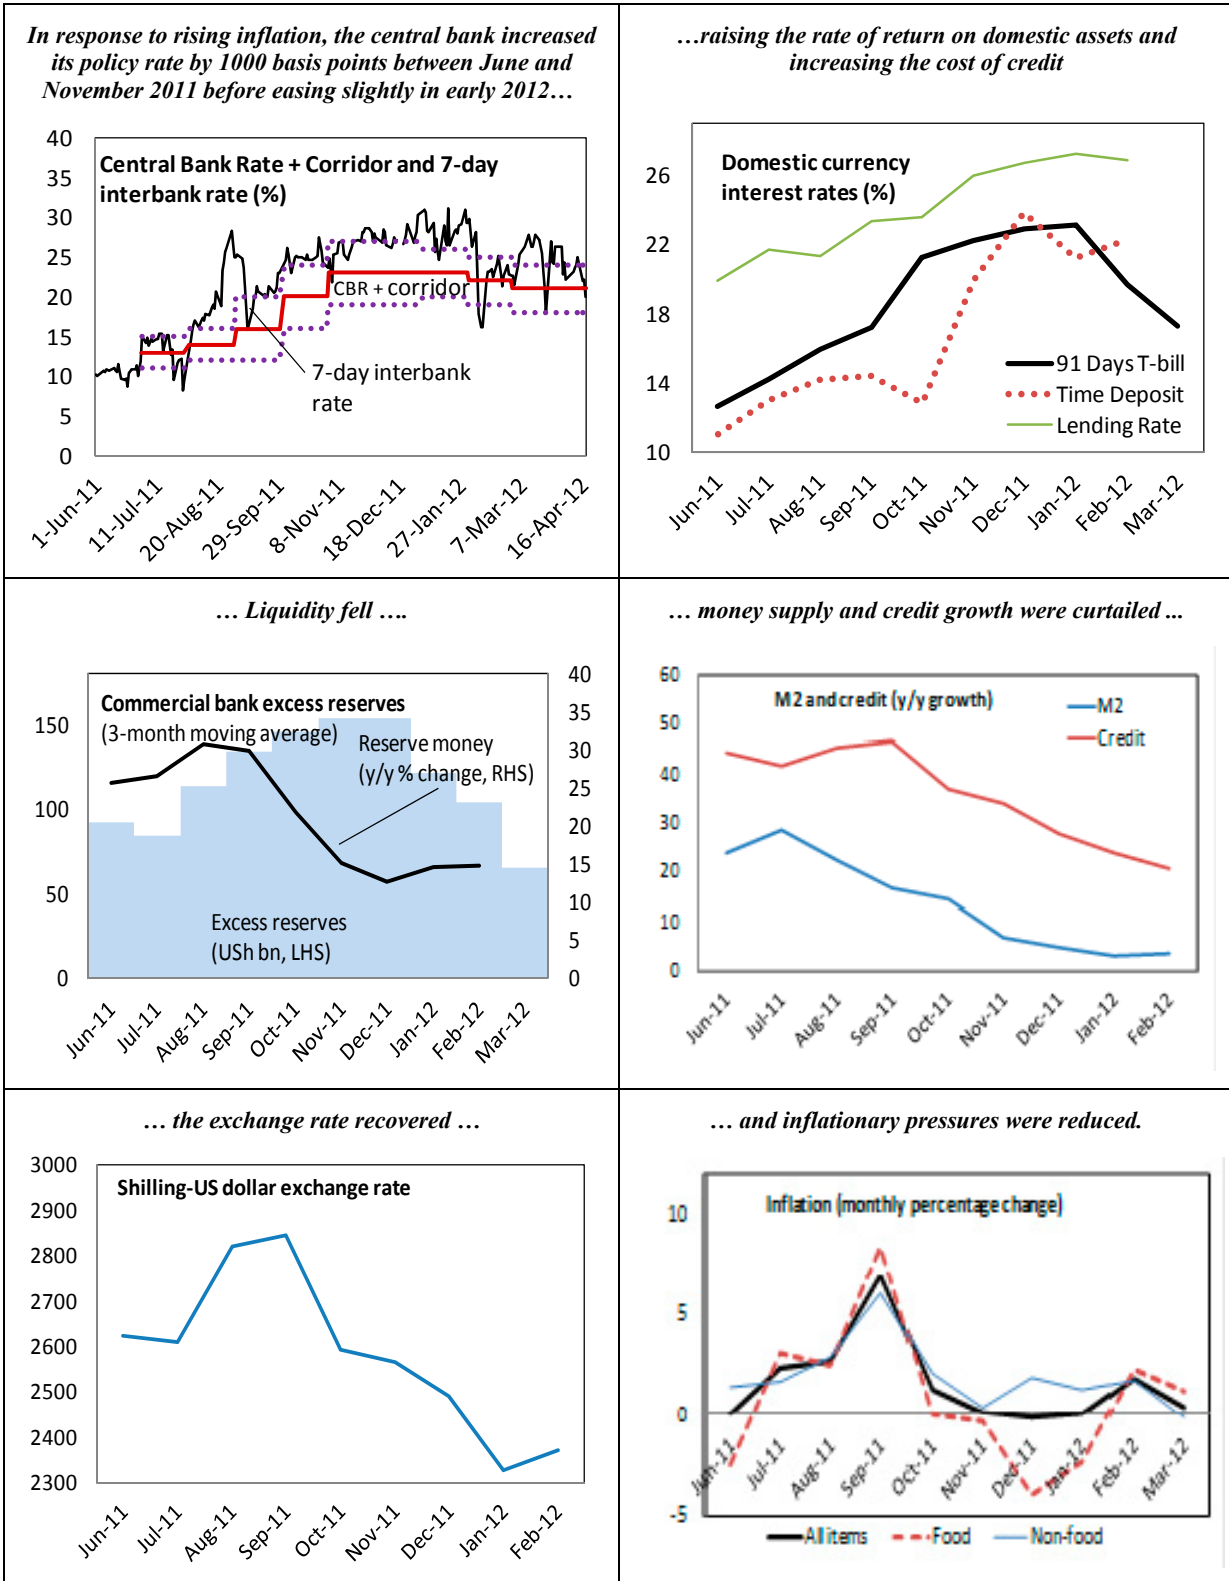 In response to rising inflation, the central bank increased
its policy rate by 1000 basis points between June and
November 2011 before easing slightly in early 2012…
40
35
30
25
20
15
10
5
0
Central Bank Rate + Corridor and 7-day
interbank rate (%)
CBR + corridor
7-day interbank
rate
1-Jun-11
11-Jul-11
20-Aug-11
29-Sep-11
8-Nov-11
18-Dec-11
27-Jan-12
7-Mar-12
16-Apr-12
…raising the rate of return on domestic assets and
increasing the cost of credit
26
22
18
14
10
Domestic currency
interest rates (%)
91 Days T-bill
Time Deposit
Lending Rate
Jun-11
Jul-11
Aug-11
Sep-11
Oct-11
Nov-11
Dec-11
Jan-12
Feb-12
Mar-12
… Liquidity fell ….
150
100
50
0
Commercial bank excess reserves
(3-month moving average)
Reserve money
(y/y % change, RHS)
Excess reserves
(USh bn, LHS)
40
35
30
25
20
15
10
5
0
Jun-11
Jul-11
Aug-11
Sep-11
Oct-11
Nov-11
Dec-11
Jan-12
Feb-12
Mar-12
… money supply and credit growth were curtailed ...
60
50
40
30
20
10
0
M2 and credit (y/y growth)
M2
Credit
Jun-11
Jul-11
Aug-11
Sep-11
Oct-11
Nov-11
Dec-11
Jan-12
Feb-12
… the exchange rate recovered …
3000
2900
2800
2700
2600
2500
2400
2300
Shilling-US dollar exchange rate
Jun-11
Jul-11
Aug-11
Sep-11
Oct-11
Nov-11
Dec-11
Jan-12
Feb-12
… and inflationary pressures were reduced.
10
5
0
-5
Inflation (monthly percentage change)
Jun-11
Jul-11
Aug-11
Sep-11
Oct-11
Nov-11
Dec-11
Jan-12
Feb-12
Mar-12
All items
Food
Non-food